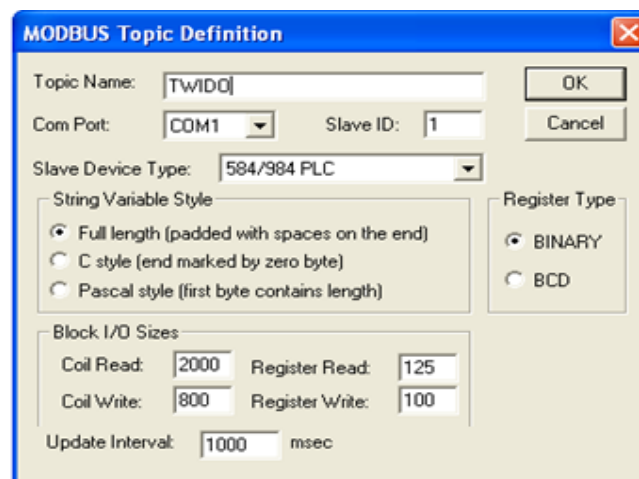 MODBUS Topic Definition
Topic Name: TWIDO OK
Com Port: COM1 Slave ID: 1 Cancel
Slave Device Type: 584/984 PLC
String Variable Style Register Type
Full length (padded with spaces on the end) BINARY
C style (end marked by zero byte) BCD
Pascal style (first byte contains length)
Block I/O Sizes
Coil Read: 2000 Register Read: 125
Coil Write: 800 Register Write: 100
Update Interval: 1000 msec